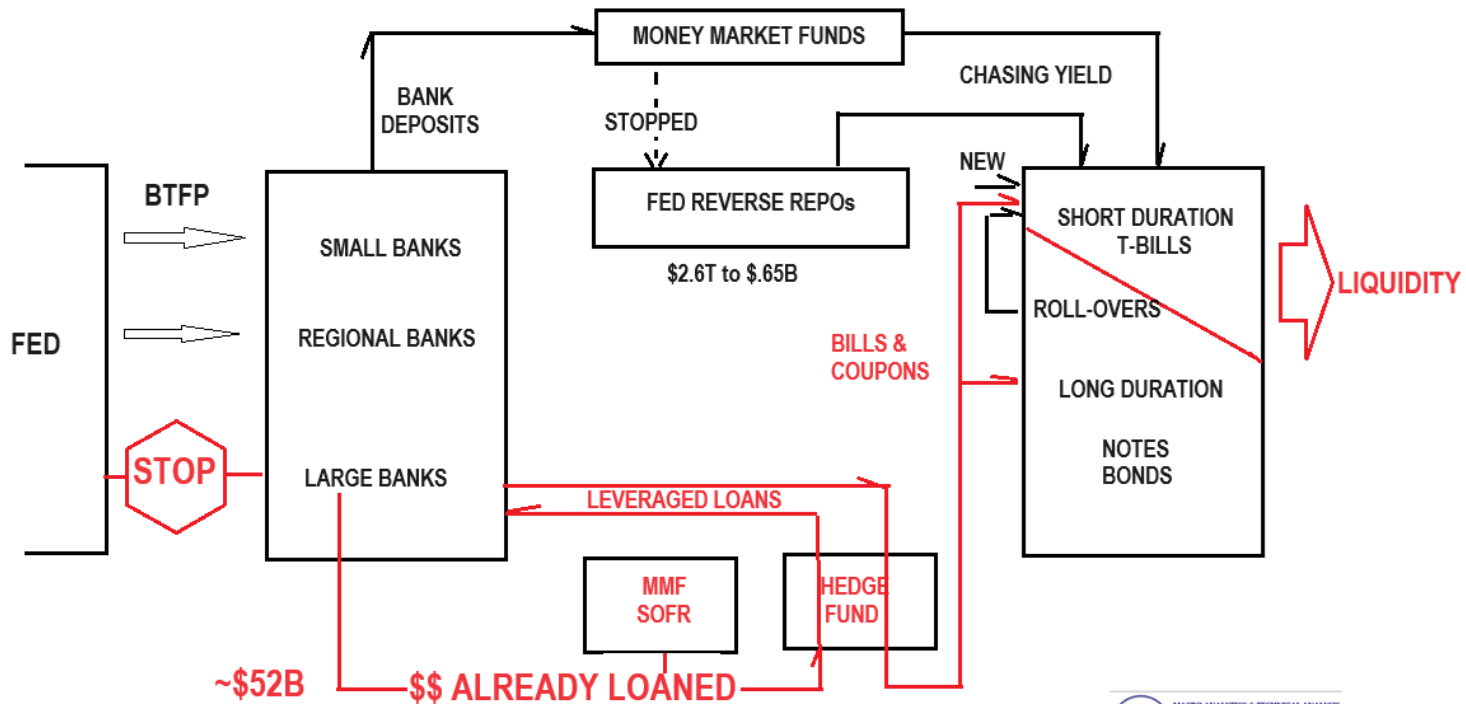 MONEY MARKET FUNDS
CHASING YIELD
BANK
DEPOSITS
STOPPED
NEW
BTFP
FED REVERSE REPOs
SHORT DURATION
T-BILLS
SMALL BANKS
$2.6T to $.65B
LIQUIDITY
ROLL-OVERS
FED
REGIONAL BANKS
BILLS &
COUPONS
LONG DURATION
NOTES
BONDS
STOP
LARGE BANKS
LEVERAGED LOANS
MMF
SOFR
HEDGE
FUND
~$52B
$$ ALREADY LOANED